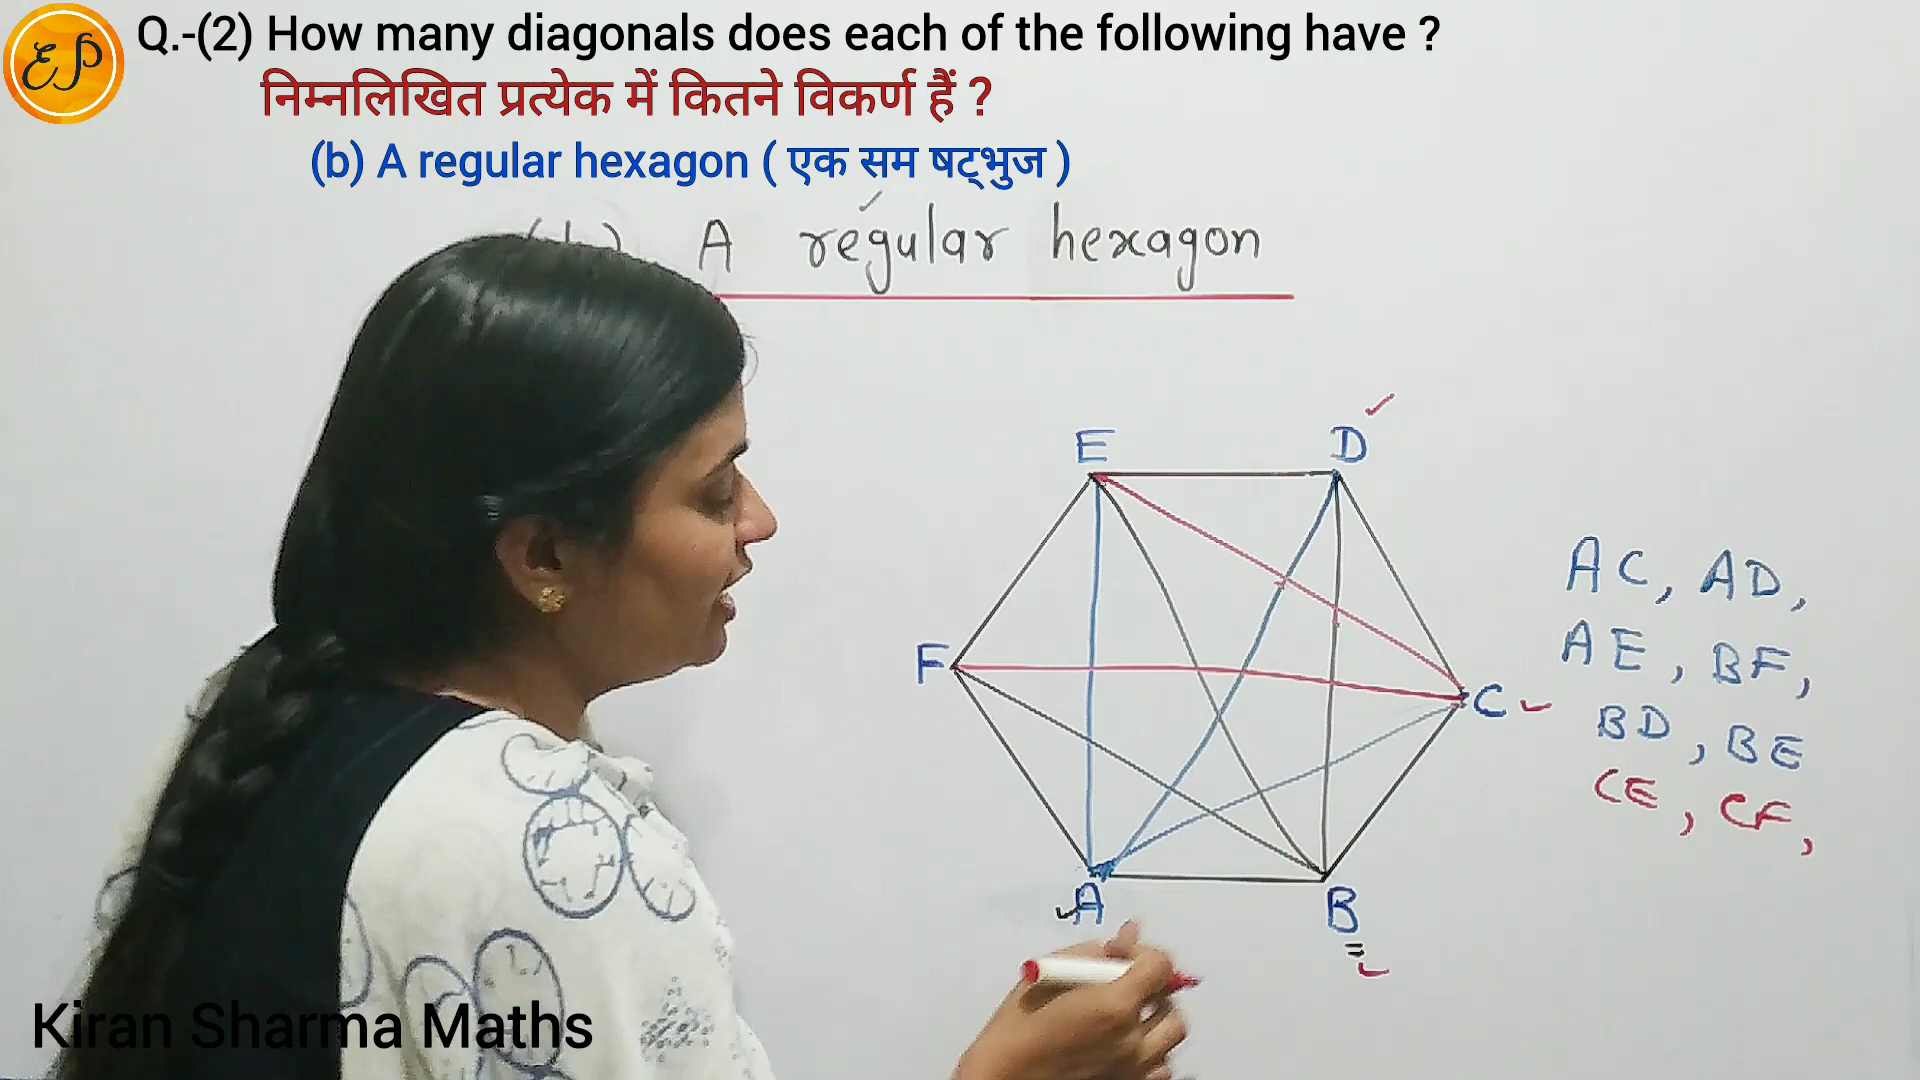 EP
Q.-(2) How many diagonals does each of the following have ?
निम्नलिखित प्रत्येक में कितने विकर्ण हैं ?
(b) A regular hexagon ( एक सम षट्भुज )
A regular hexagon
E D
F C
A B
AC, AD,
AE, BF,
BD, BE
CE, CF,
Kiran Sharma Maths